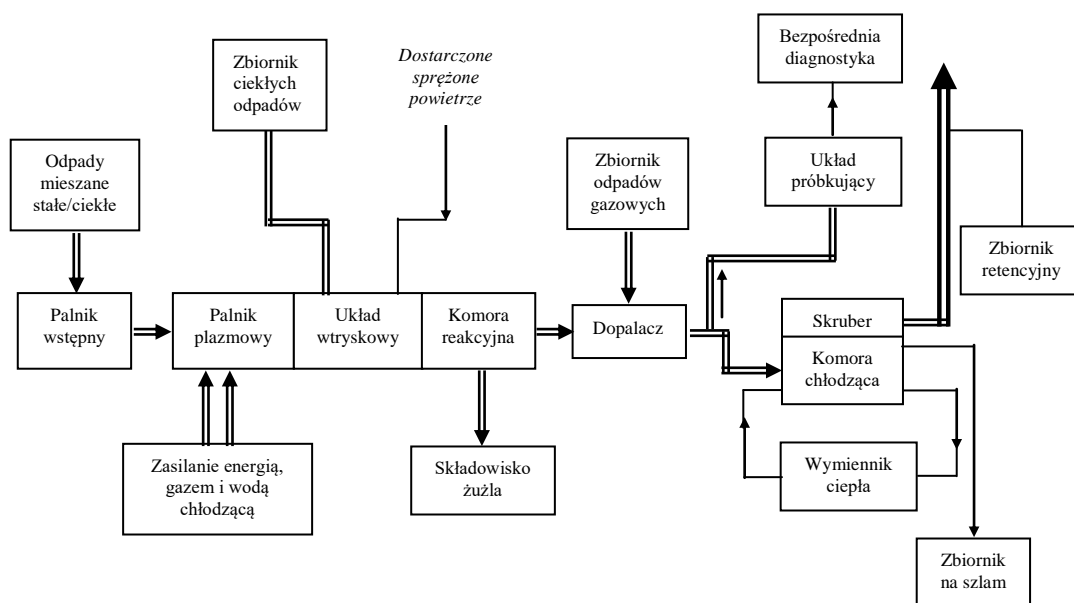 Bezpośrednia
diagnostyka
Zbiornik
ciekłych
odpadów
Dostarczone
sprężone
powietrze
Odpady
mieszane
stałe/ciekłe
Zbiornik
odpadów
gazowych
Układ
próbkujący
Zbiornik
retencyjny
Palnik
wstępny
Palnik
plazmowy
Układ
wtryskowy
Komora
reakcyjna
Dopalacz
Skruber
Komora
chłodząca
Zasilanie energią,
gazem i wodą
chłodzącą
Składowisko
żużla
Wymiennik
ciepła
Zbiornik
na szlam